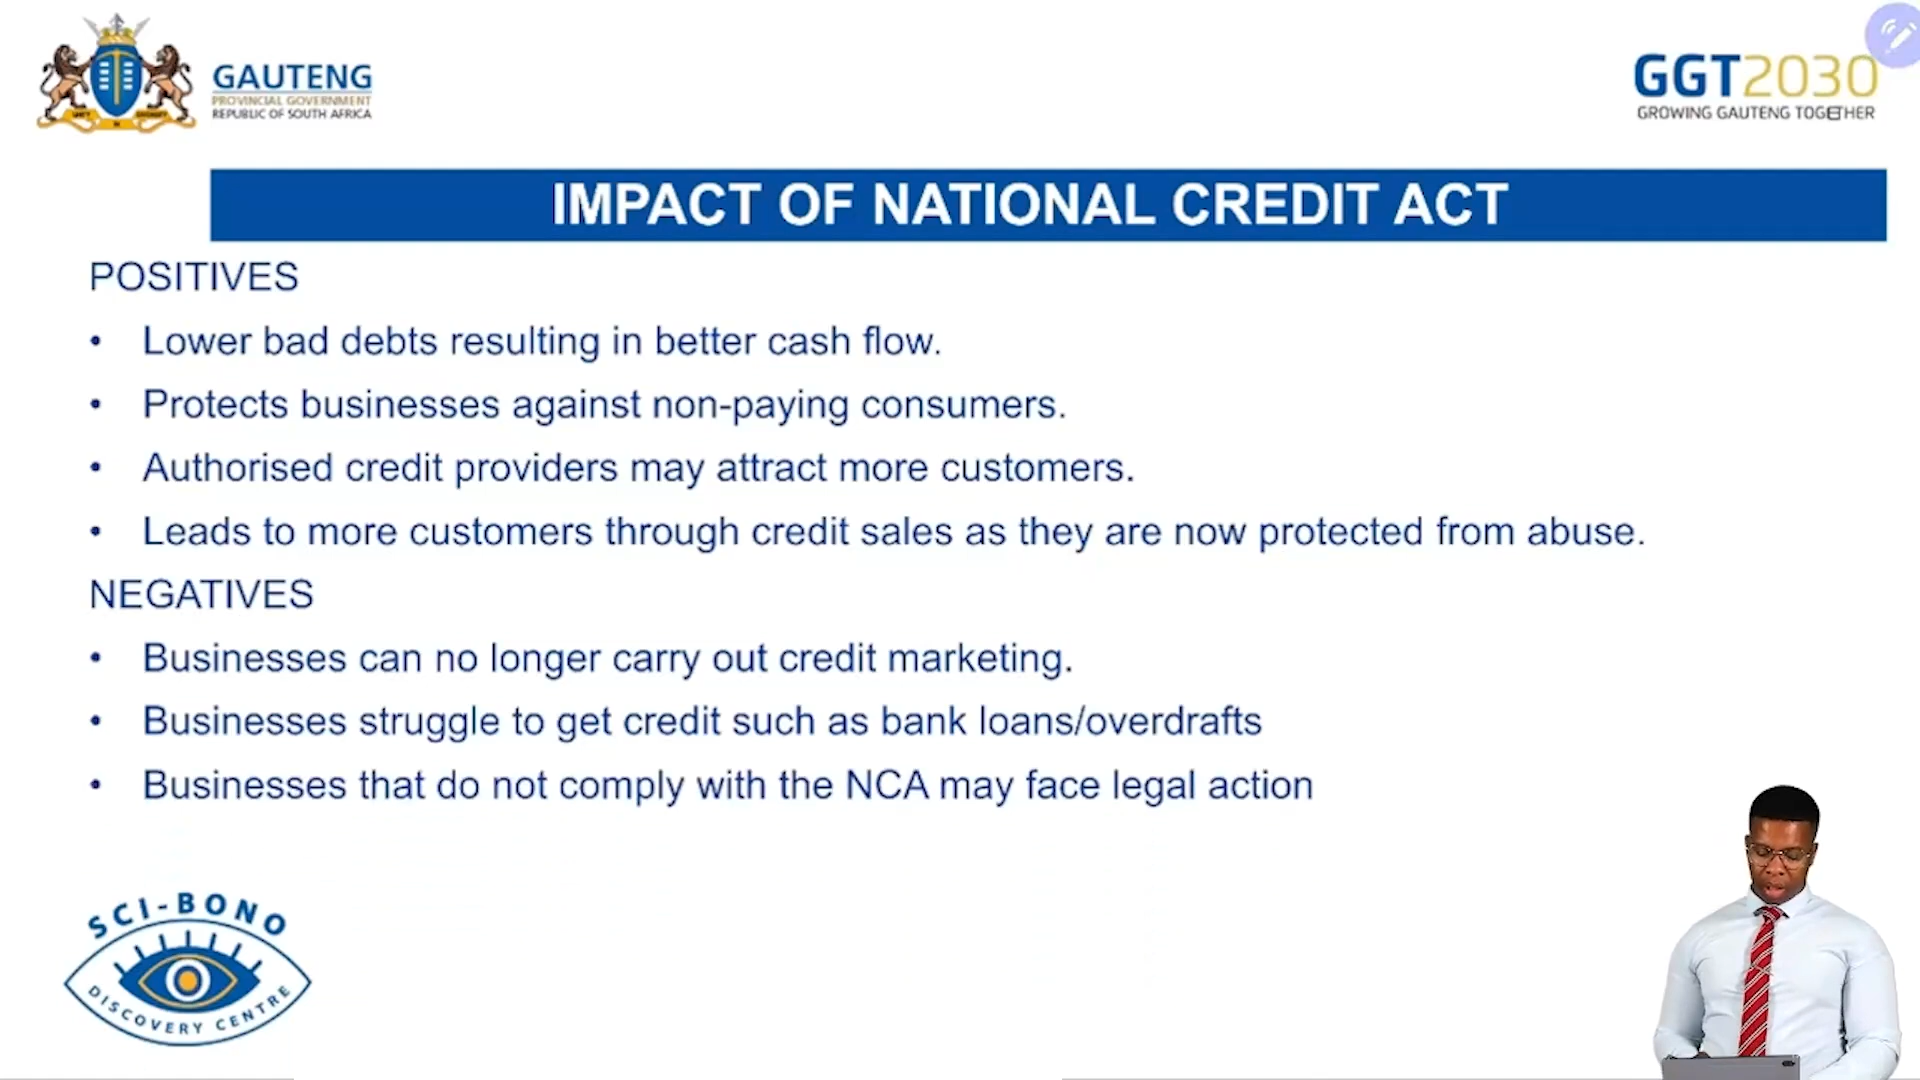 GAUTENG
PROVINCIAL GOVERNMENT
REPUBLIC OF SOUTH AFRICA
GGT2030
GROWING GAUTENG TOGETHER
IMPACT OF NATIONAL CREDIT ACT
POSITIVES
• Lower bad debts resulting in better cash flow.
• Protects businesses against non-paying consumers.
• Authorised credit providers may attract more customers.
• Leads to more customers through credit sales as they are now protected from abuse.
NEGATIVES
• Businesses can no longer carry out credit marketing.
• Businesses struggle to get credit such as bank loans/overdrafts
• Businesses that do not comply with the NCA may face legal action
SCI-BONO
DISCOVERY CENTRE